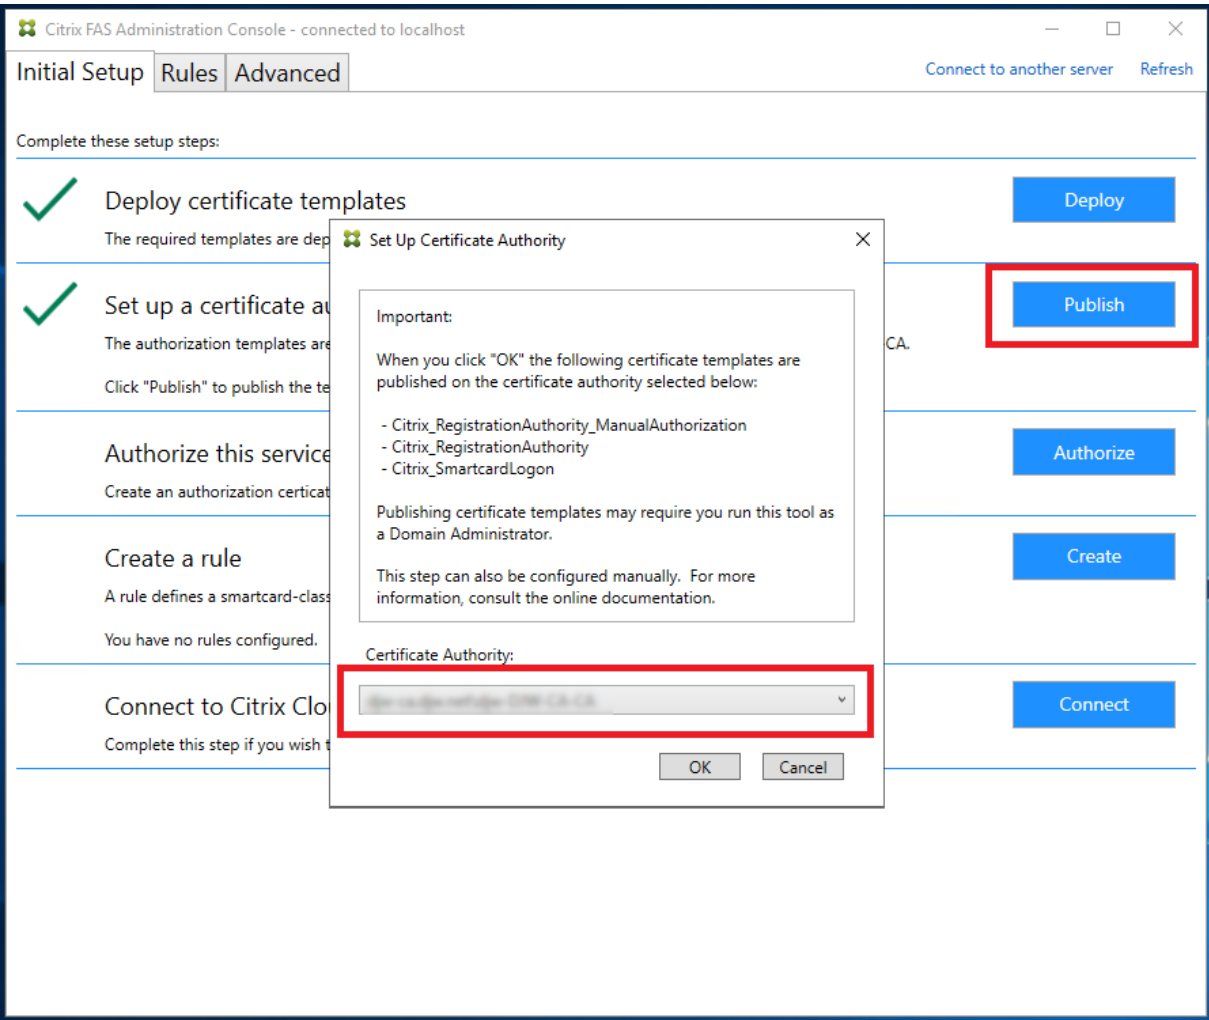 Citrix FAS Administration Console - connected to localhost
Initial Setup
Rules
Advanced
Connect to another server
Refresh
Complete these setup steps:
Deploy certificate templates
Deploy
The required templates are dep
Set Up Certificate Authority
Set up a certificate au
Publish
The authorization templates are
CA.
Click "Publish" to publish the te
Important:
When you click "OK" the following certificate templates are
published on the certificate authority selected below:
- Citrix_RegistrationAuthority_ManualAuthorization
- Citrix_RegistrationAuthority
- Citrix_SmartcardLogon
Publishing certificate templates may require you run this tool as
a Domain Administrator.
This step can also be configured manually. For more
information, consult the online documentation.
Certificate Authority:
OK
Cancel
Authorize this service
Authorize
Create an authorization certicat
Create a rule
Create
A rule defines a smartcard-class
You have no rules configured.
Connect to Citrix Clo
Connect
Complete this step if you wish t